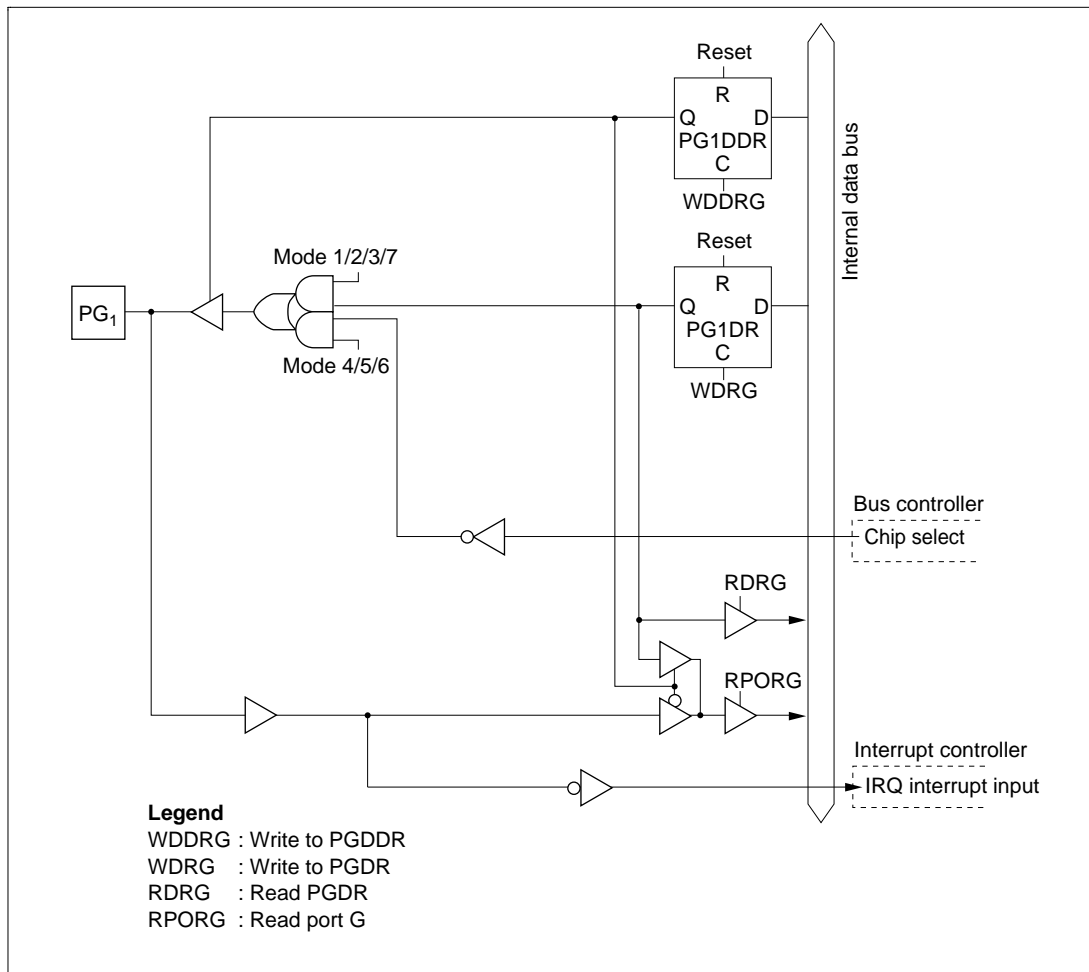 Reset
R
Q D
PG1DDR
C
WDDRG
Internal data bus
Reset
Mode 1/2/3/7
R
PG₁
Q D
PG1DR
C
Mode 4/5/6
WDRG
Bus controller
Chip select
RDRG
RPORG
Interrupt controller
IRQ interrupt input
Legend
WDDRG : Write to PGDDR
WDRG : Write to PGDR
RDRG : Read PGDR
RPORG : Read port G